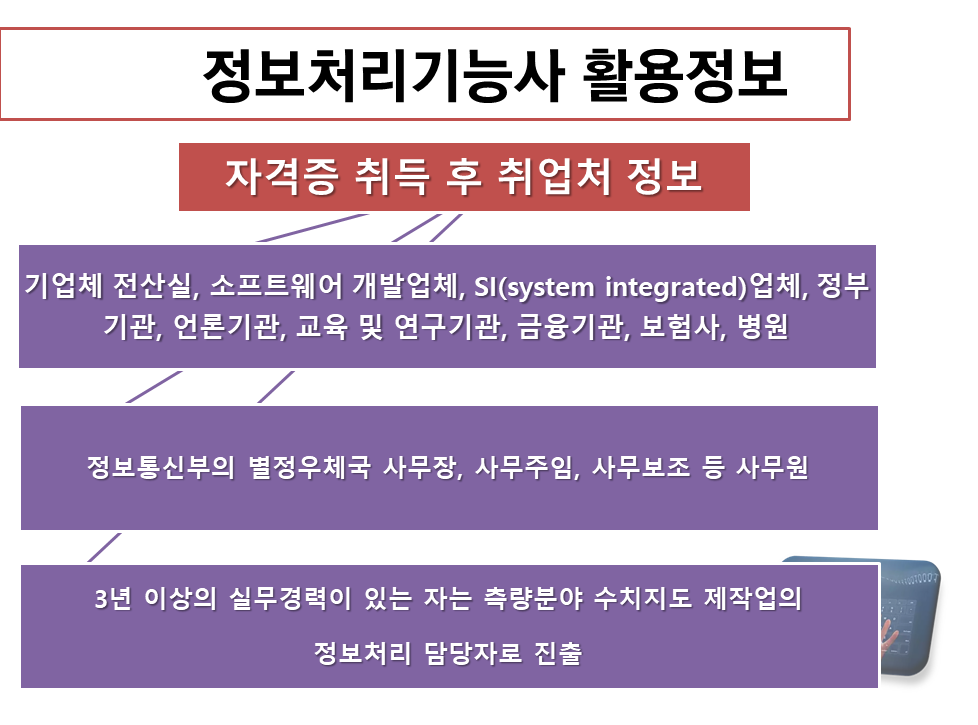 정보처리기능사 활용정보
자격증 취득 후 취업처 정보
기업체 전산실, 소프트웨어 개발업체, SI(system integrated)업체, 정부
기관, 언론기관, 교육 및 연구기관, 금융기관, 보험사, 병원
정보통신부의 별정우체국 사무장, 사무주임, 사무보조 등 사무원
3년 이상의 실무경력이 있는 자는 측량분야 수치지도 제작업의
정보처리 담당자로 진출